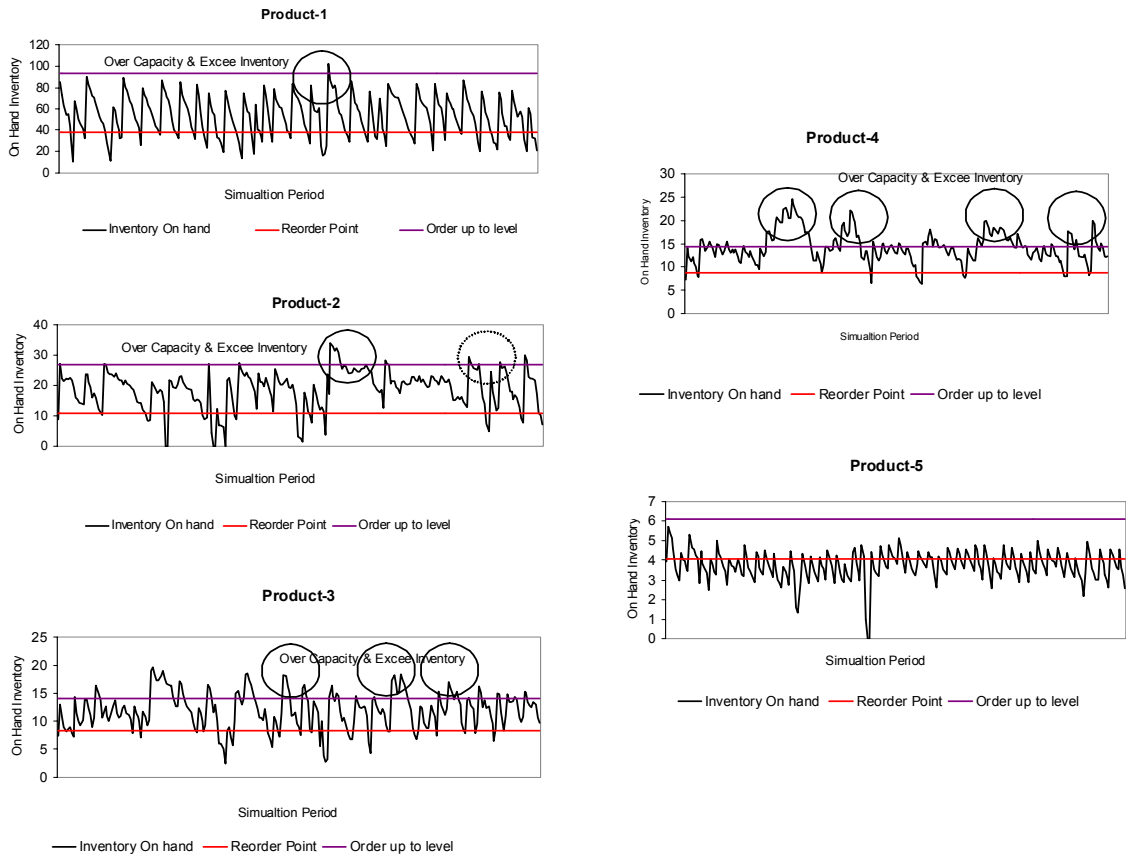 Product-1
On Hand Inventory
120
100
80
60
40
20
0
Over Capacity & Excee Inventory
Simualtion Period
Inventory On hand Reorder Point Order up to level
Product-2
On Hand Inventory
40
30
20
10
0
Over Capacity & Excee Inventory
Simualtion Period
Inventory On hand Reorder Point Order up to level
Product-3
On Hand Inventory
25
20
15
10
5
0
Over Capacity & Excee Inventory
Simualtion Period
Inventory On hand Reorder Point Order up to level
Product-4
On Hand Inventory
30
25
20
15
10
5
0
Over Capacity & Excee Inventory
Simualtion Period
Inventory On hand Reorder Point Order up to level
Product-5
On Hand Inventory
7
6
5
4
3
2
1
0
Simualtion Period
Inventory On hand Reorder Point Order up to level